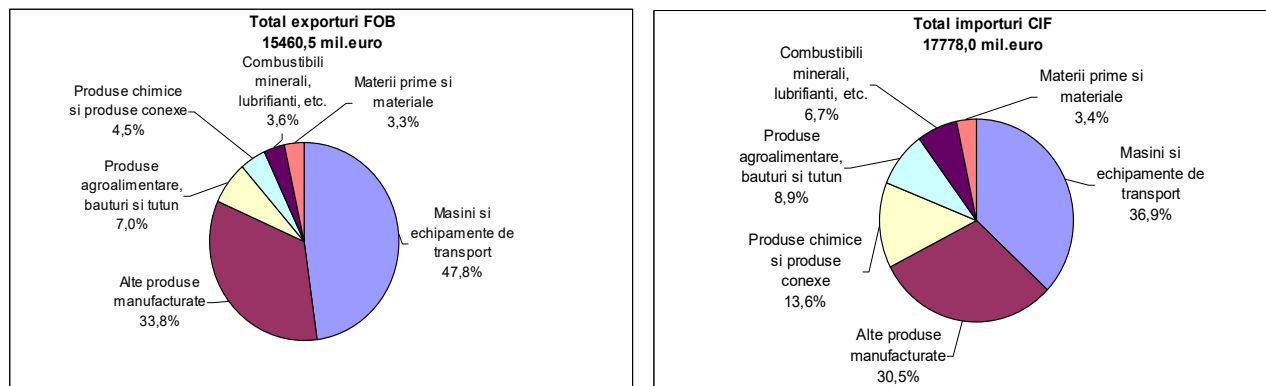 Total exporturi FOB
15460,5 mil.euro
Combustibili
minerali,
lubrifianti, etc.
3,6%
Materii prime si
materiale
3,3%
Produse chimice
si produse conexe
4,5%
Produse
agroalimentare,
bauturi si tutun
7,0%
Masini si
echipamente de
transport
47,8%
Alte produse
manufacturate
33,8%
Total importuri CIF
17778,0 mil.euro
Combustibili
minerali,
lubrifianti, etc.
6,7%
Materii prime si
materiale
3,4%
Produse
agroalimentare,
bauturi si tutun
8,9%
Masini si
echipamente de
transport
36,9%
Produse chimice
si produse
conexe
13,6%
Alte produse
manufacturate
30,5%